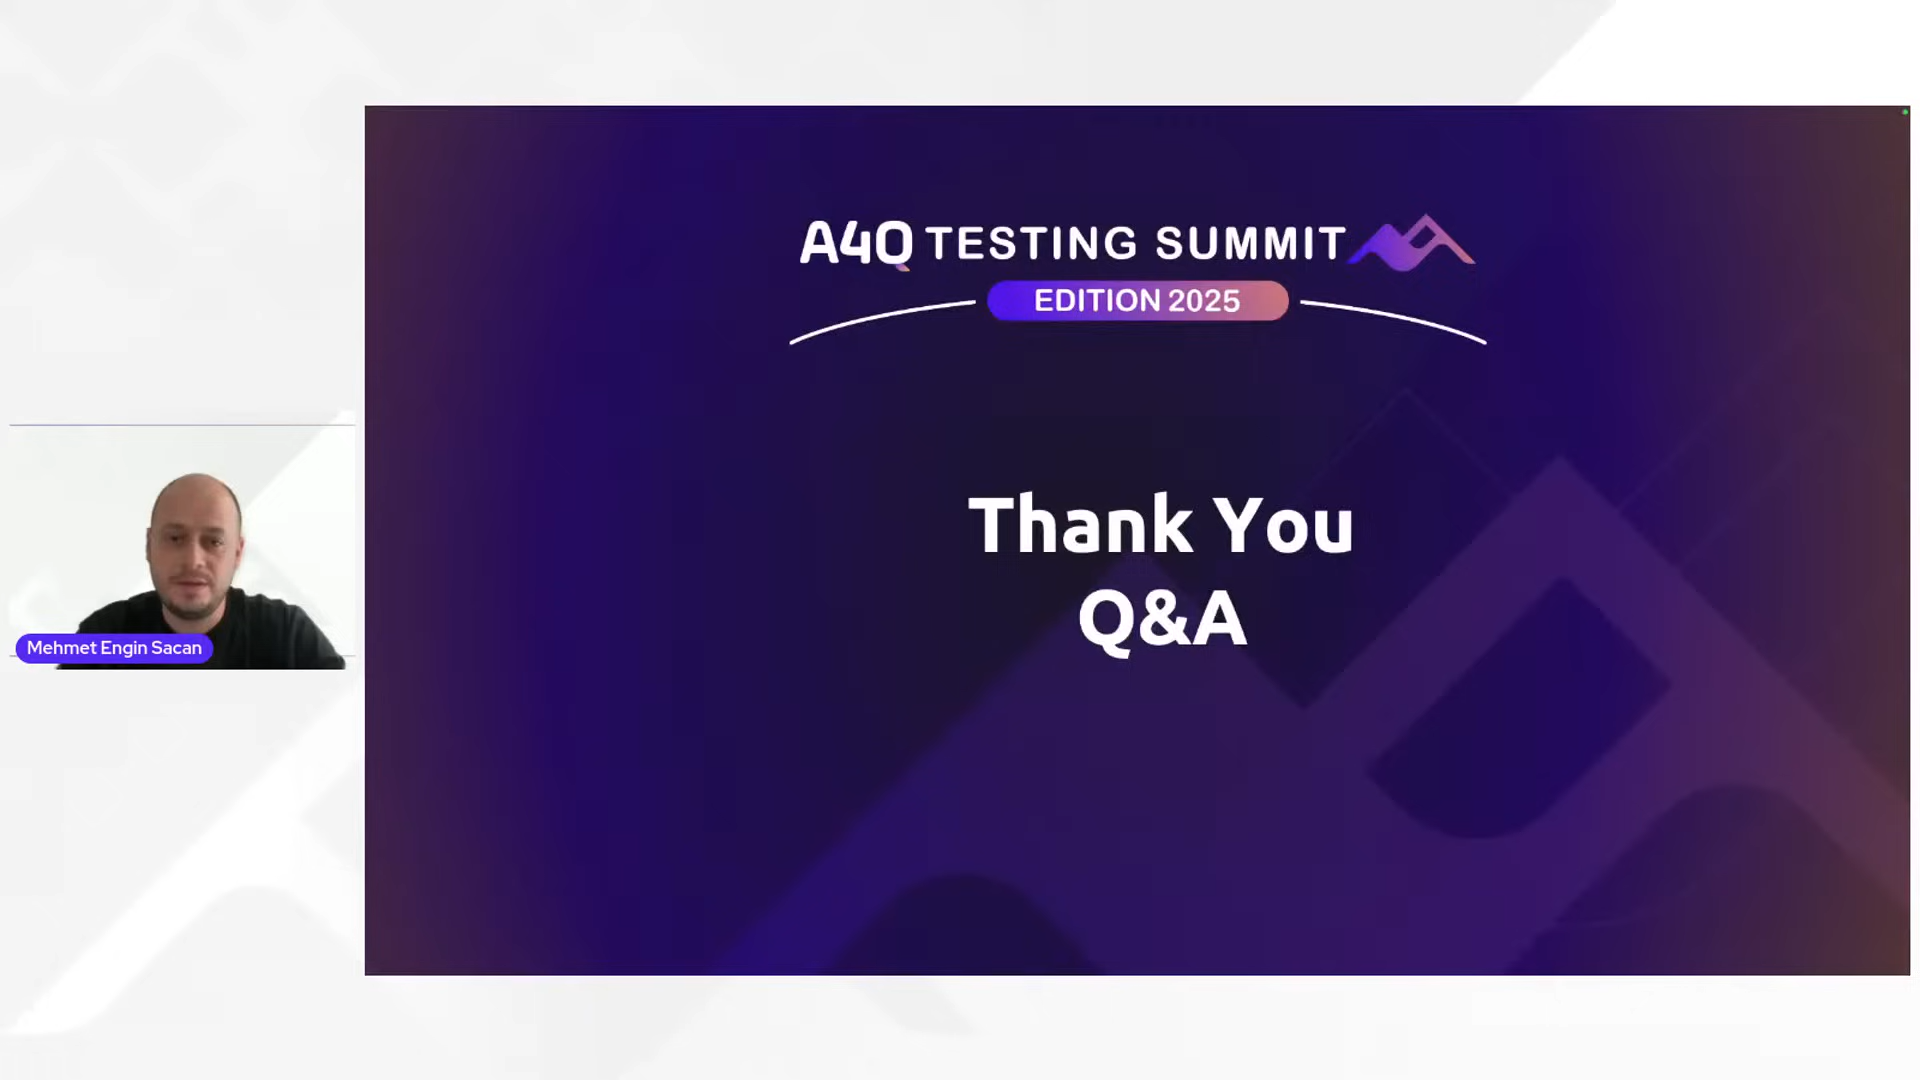 A4Q TESTING SUMMIT
EDITION 2025
Thank You
Q&A
Mehmet Engin Sacan